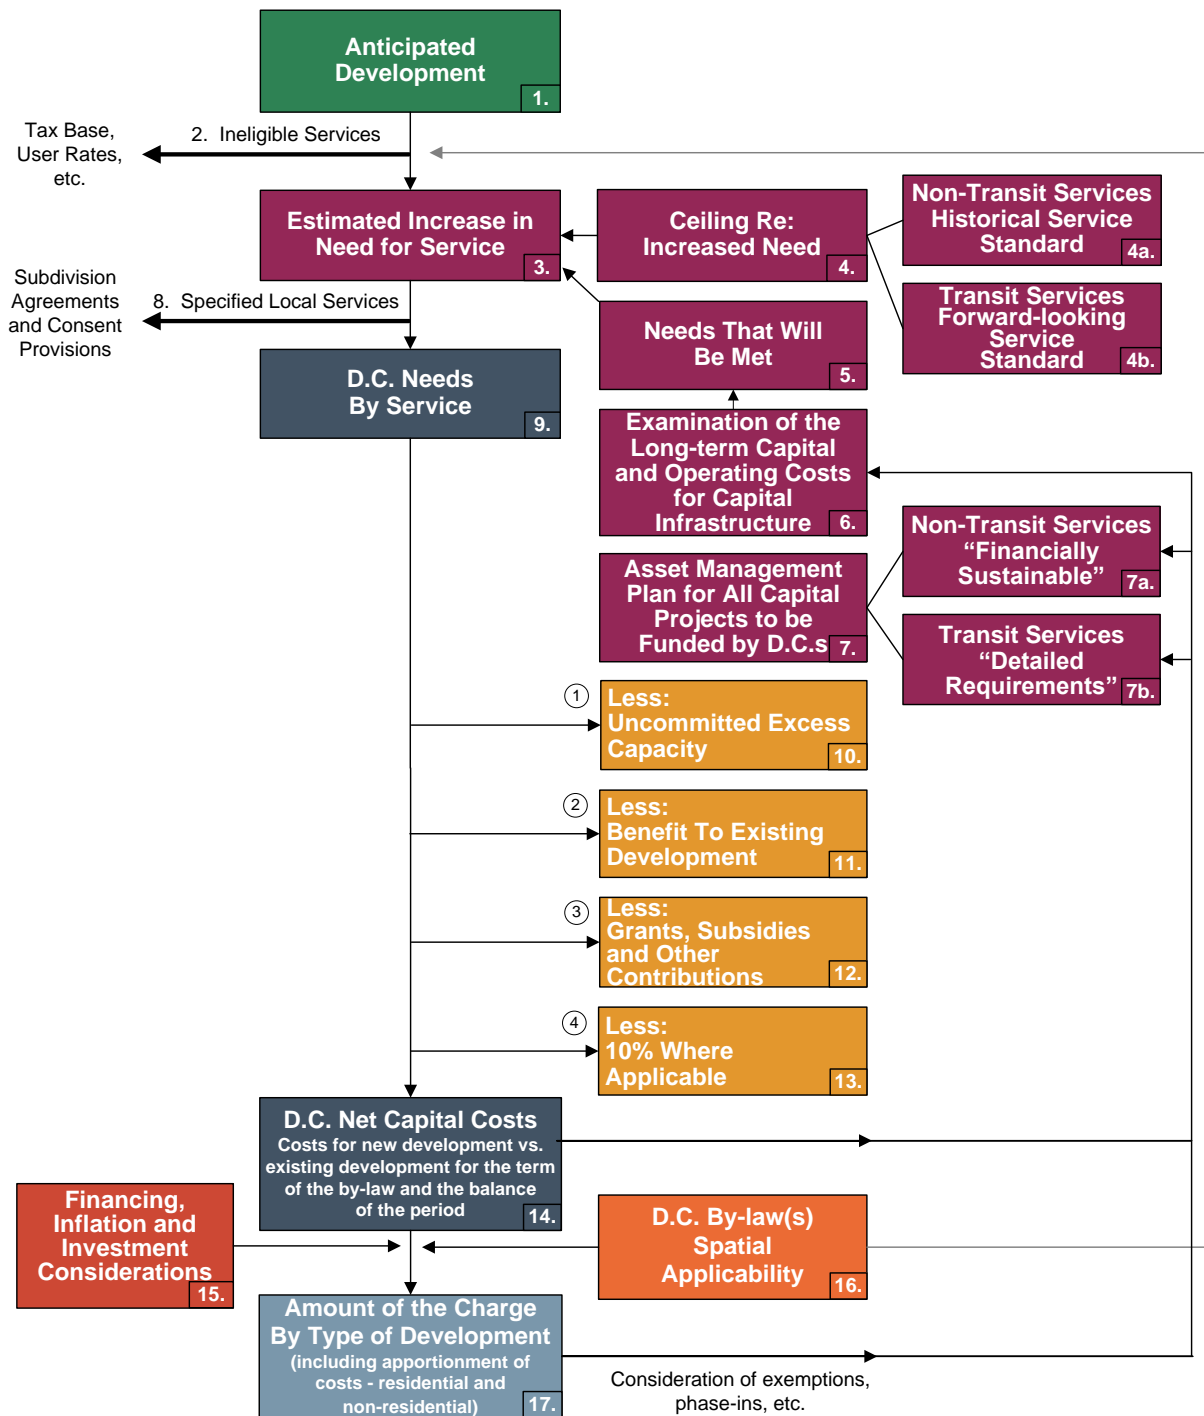 Anticipated
Development
1.
2.  Ineligible Services
Tax Base,
User Rates,
etc.
Estimated Increase in
Need for Service
3.
Ceiling Re:
Increased Need
4.
Non-Transit Services
Historical Service
Standard
4a.
Transit Services
Forward-looking
Service
Standard
4b.
Subdivision
Agreements
and Consent
Provisions
8.  Specified Local Services
Needs That Will
Be Met
5.
D.C. Needs
By Service
9.
Examination of the
Long-term Capital
and Operating Costs
for Capital
Infrastructure
6.
Non-Transit Services
“Financially
Sustainable”
7a.
Asset Management
Plan for All Capital
Projects to be
Funded by D.C.s
7.
Transit Services
“Detailed
Requirements”
7b.
1
Less:
Uncommitted Excess
Capacity
10.
2
Less:
Benefit To Existing
Development
11.
3
Less:
Grants, Subsidies
and Other
Contributions
12.
4
Less:
10% Where
Applicable
13.
D.C. Net Capital Costs
Costs for new development vs.
existing development for the term
of the by-law and the balance
of the period
14.
Financing,
Inflation and
Investment
Considerations
15.
D.C. By-law(s)
Spatial
Applicability
16.
Amount of the Charge
By Type of Development
(including apportionment of
costs - residential and
non-residential)
17.
Consideration of exemptions,
phase-ins, etc.